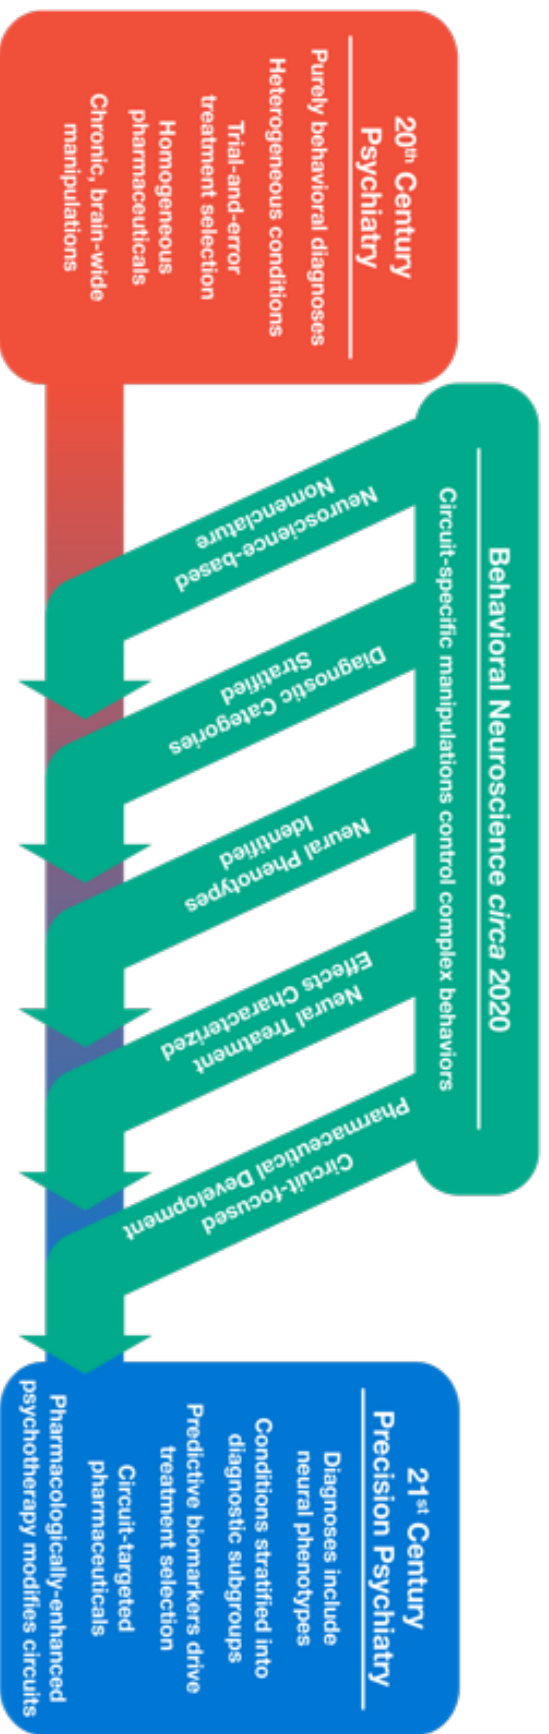 20th Century
Psychiatry
Purely behavioral diagnoses
Heterogeneous conditions
Trial-and-error
treatment selection
Homogeneous
pharmaceuticals
Chronic, brain-wide
manipulations
Behavioral Neuroscience circa 2020
Circuit-specific manipulations control complex behaviors
Neuroscience-based
Nomenclature
Diagnostic Categories
Stratified
Neural Phenotypes
Identified
Neural Treatment
Effects Characterized
Circuit-focused
Pharmaceutical Development
21st Century
Precision Psychiatry
Diagnoses include
neural phenotypes
Conditions stratified into
diagnostic subgroups
Predictive biomarkers drive
treatment selection
Circuit-targeted
pharmaceuticals
Pharmacologically-enhanced
psychotherapy modifies circuits